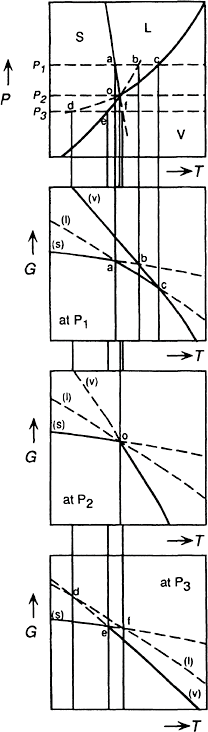 S L
P₁ a b c
P₂ o
P P₃ d e f
V
→T
(v)
(l)
(s)
a b
c
G
at P₁
→T
(v)
(l)
(s)
o
G
at P₂
→T
at P₃
d
(s)
e f
(l)
G
(v)
→T